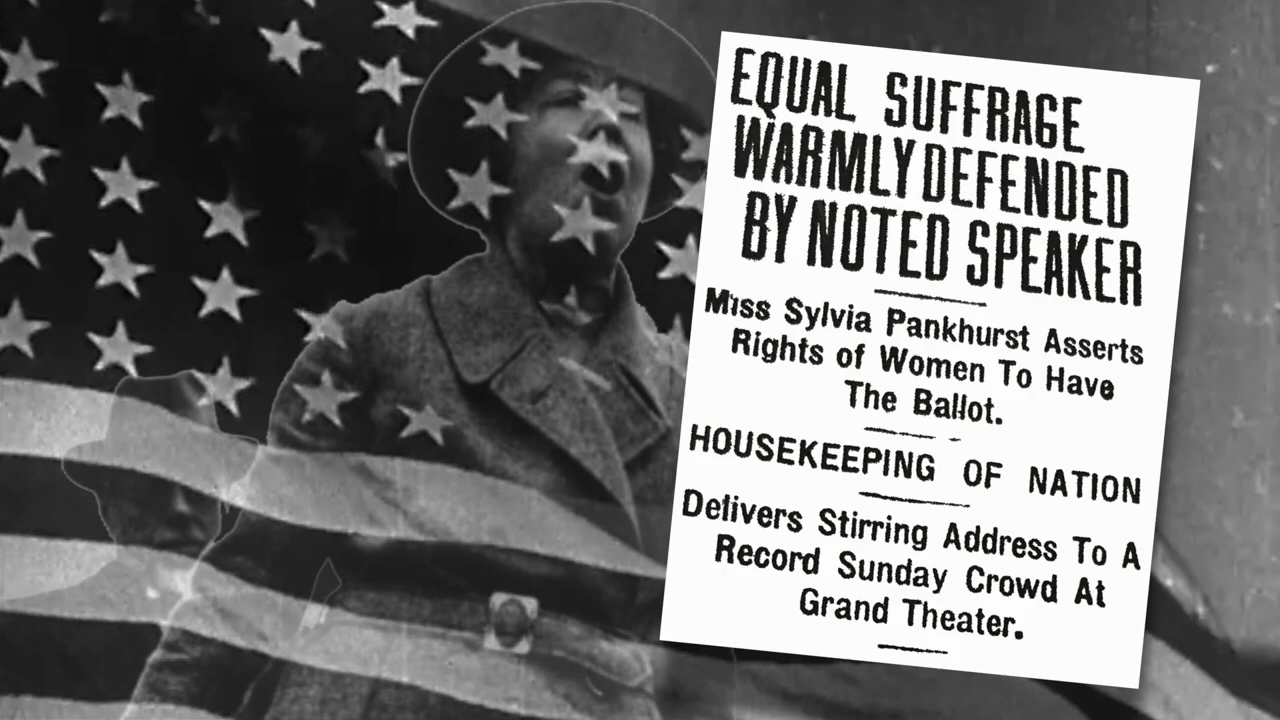 EQUAL SUFFRAGE
WARMLY DEFENDED
BY NOTED SPEAKER
Miss Sylvia Pankhurst Asserts
Rights of Women To Have
The Ballot.
HOUSEKEEPING OF NATION
Delivers Stirring Address To A
Record Sunday Crowd At
Grand Theater.